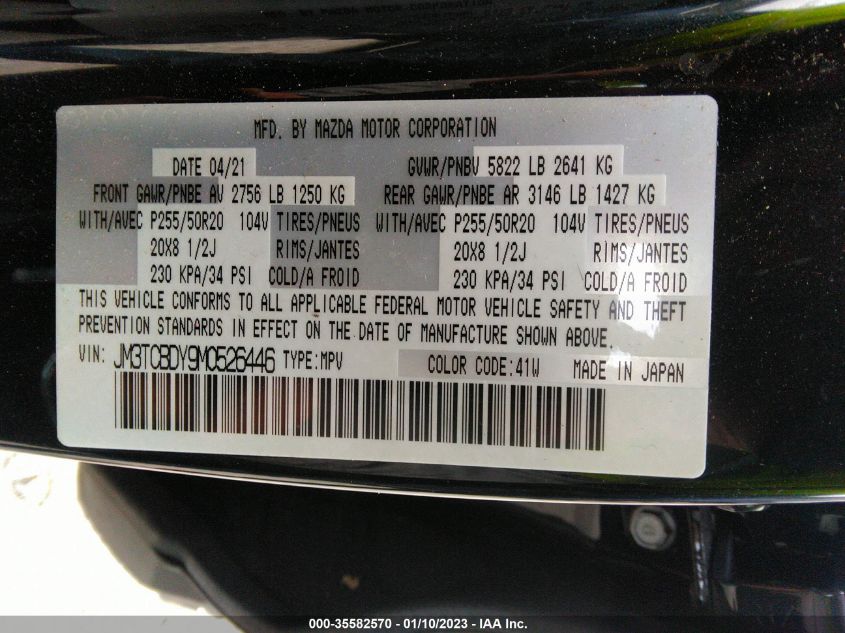 MFD. BY MAZDA MOTOR CORPORATION
DATE 04/21 GVWR/PNBV 5822 LB 2641 KG
FRONT GAWR/PNBE AV 2756 LB 1250 KG REAR GAWR/PNBE AR 3146 LB 1427 KG
WITH/AVEC P255/50R20 104V TIRES/PNEUS WITH/AVEC P255/50R20 104V TIRES/PNEUS
20X8 1/2J RIMS/JANTES 20X8 1/2J RIMS/JANTES
230 KPA/34 PSI COLD/A FROID 230 KPA/34 PSI COLD/A FROID
THIS VEHICLE CONFORMS TO ALL APPLICABLE FEDERAL MOTOR VEHICLE SAFETY AND THEFT
PREVENTION STANDARDS IN EFFECT ON THE DATE OF MANUFACTURE SHOWN ABOVE.
VIN: JM3TCBDY9M0526446 TYPE:MPV COLOR CODE:41W MADE IN JAPAN
000-35582570 - 01/10/2023 - IAA Inc.